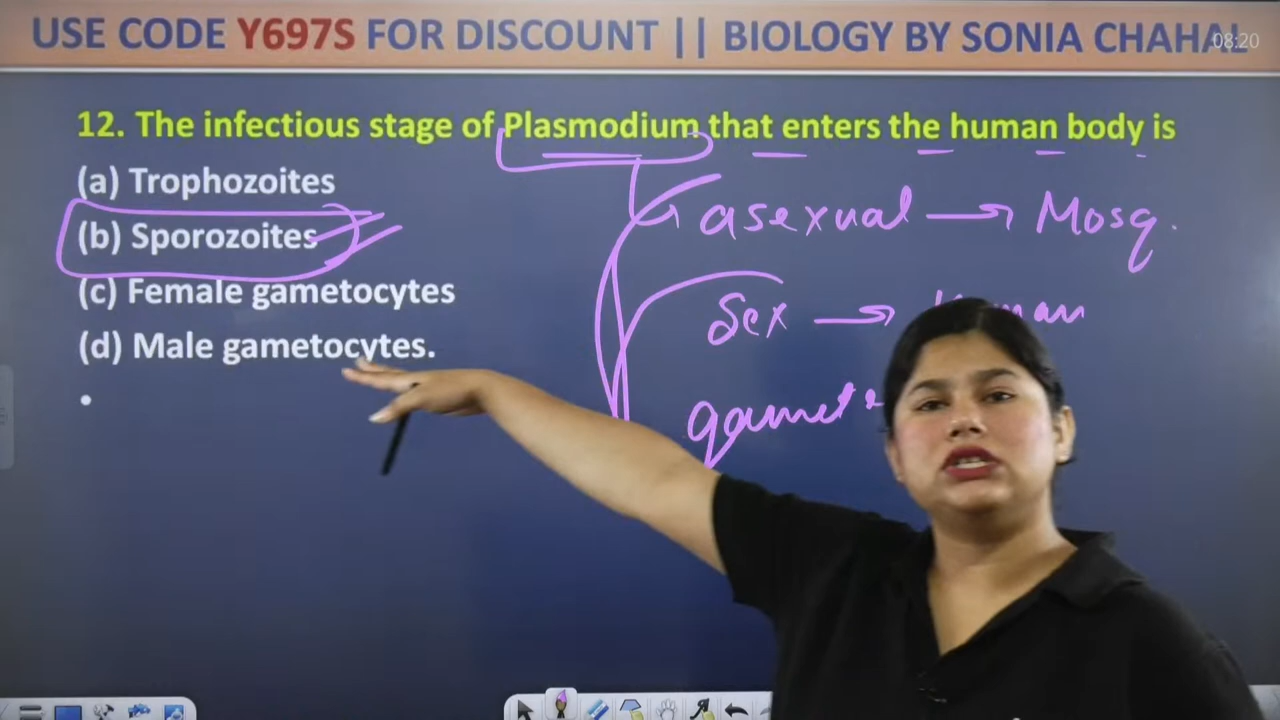 USE CODE Y697S FOR DISCOUNT || BIOLOGY BY SONIA CHAHAL
08:20
12. The infectious stage of Plasmodium that enters the human body is
(a) Trophozoites
asexual → Mosq.
(b) Sporozoites
(c) Female gametocytes
Sex →
(d) Male gametocytes.